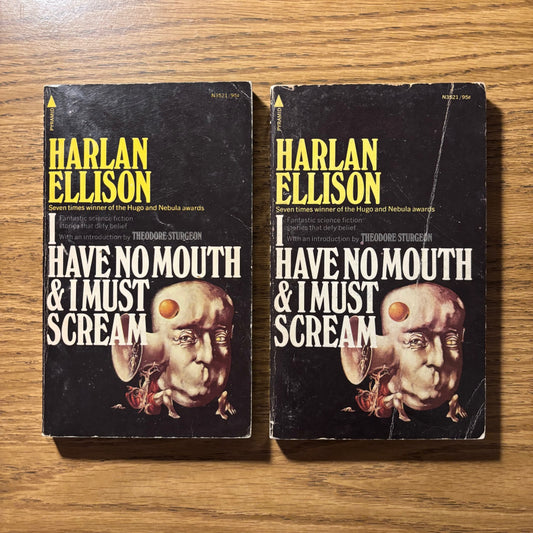 PYRAMID
N3521/95¢
HARLAN
ELLISON
Seven times winner of the Hugo and Nebula awards
I
Fantastic science fiction
stories that defy belief
With an introduction by THEODORE STURGEON
HAVE NO MOUTH
& I MUST
SCREAM
PYRAMID
N3521/95¢
HARLAN
ELLISON
Seven times winner of the Hugo and Nebula awards
I
Fantastic science fiction
stories that defy belief
With an introduction by THEODORE STURGEON
HAVE NO MOUTH
& I MUST
SCREAM